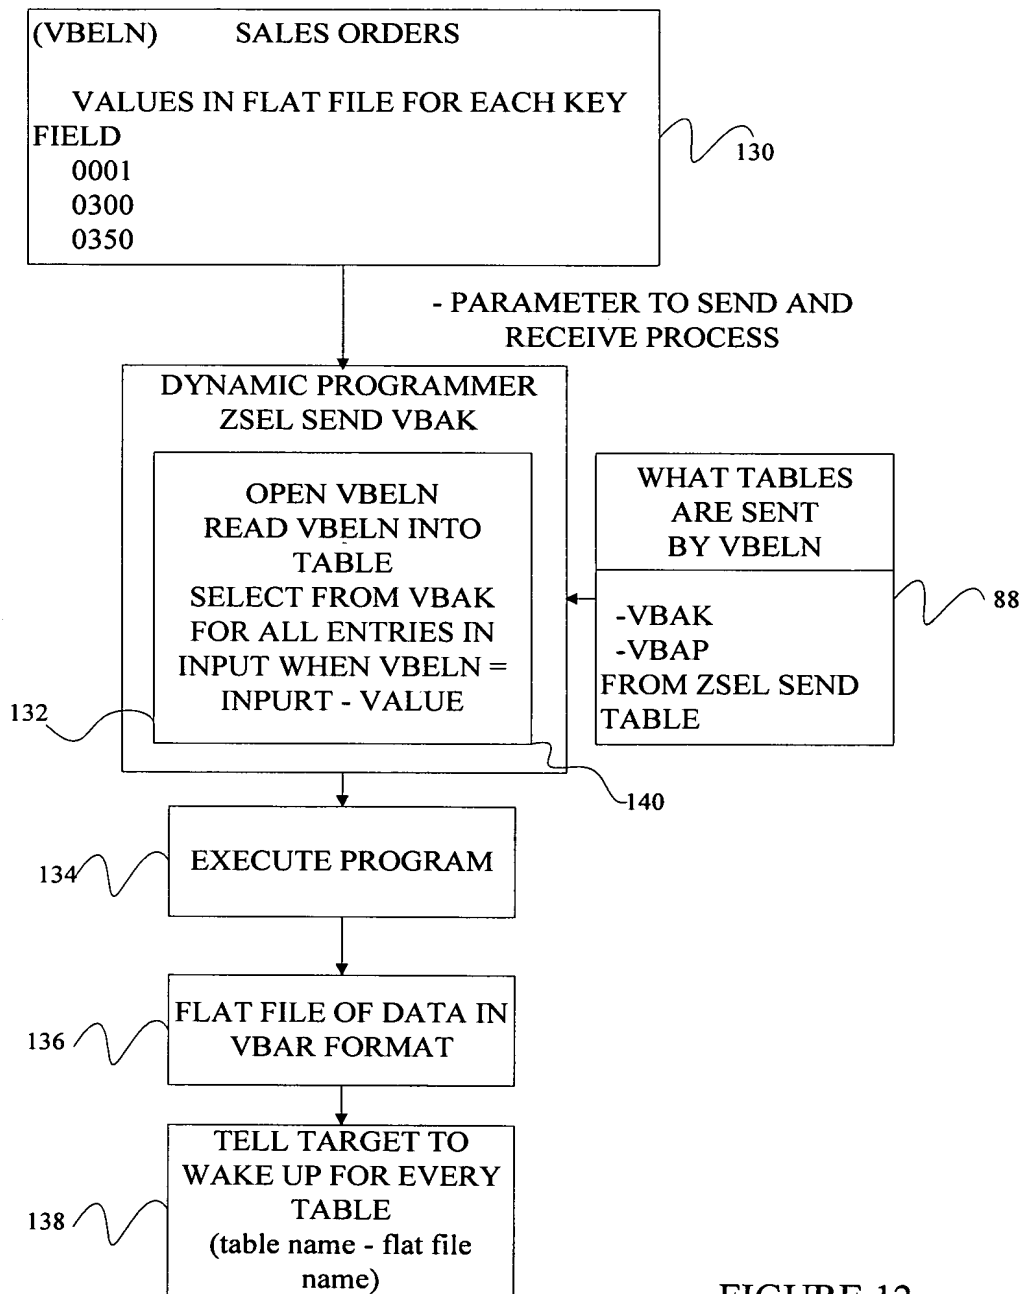 (VBELN) SALES ORDERS
VALUES IN FLAT FILE FOR EACH KEY
FIELD
0001
0300
0350
130
- PARAMETER TO SEND AND
RECEIVE PROCESS
DYNAMIC PROGRAMMER
ZSEL SEND VBAK
OPEN VBELN
READ VBELN INTO
TABLE
SELECT FROM VBAK
FOR ALL ENTRIES IN
INPUT WHEN VBELN =
INPURT - VALUE
132
140
WHAT TABLES
ARE SENT
BY VBELN
-VBAK
-VBAP
FROM ZSEL SEND
TABLE
88
EXECUTE PROGRAM
134
FLAT FILE OF DATA IN
VBAR FORMAT
136
TELL TARGET TO
WAKE UP FOR EVERY
TABLE
(table name - flat file
name)
138
FIGURE 12